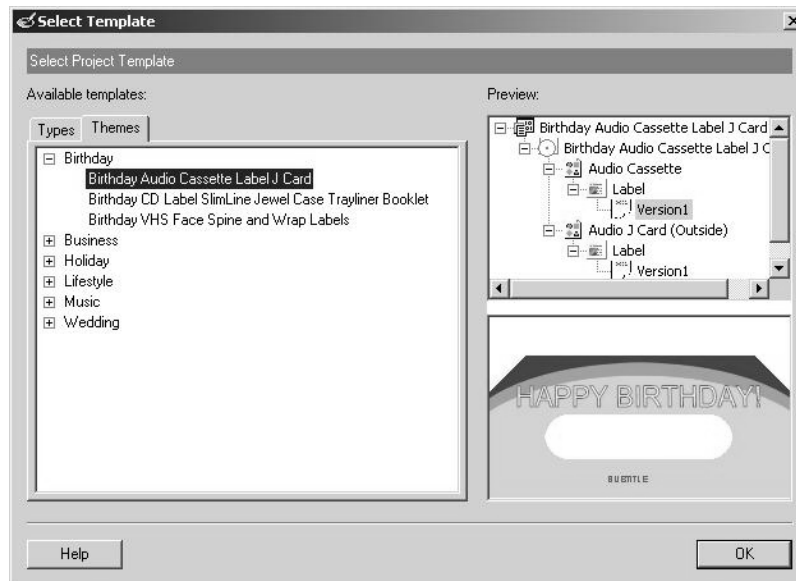 Select Template
Select Project Template
Available templates:
Types Themes
Birthday
Birthday Audio Cassette Label J Card
Birthday CD Label SlimLine Jewel Case Trayliner Booklet
Birthday VHS Face Spine and Wrap Labels
Business
Holiday
Lifestyle
Music
Wedding
Preview:
Birthday Audio Cassette Label J Card
Birthday Audio Cassette Label J C
Audio Cassette
Label
Version1
Audio J Card (Outside)
Label
Version1
HAPPY BIRTHDAY!
SUBTITLE
Help
OK